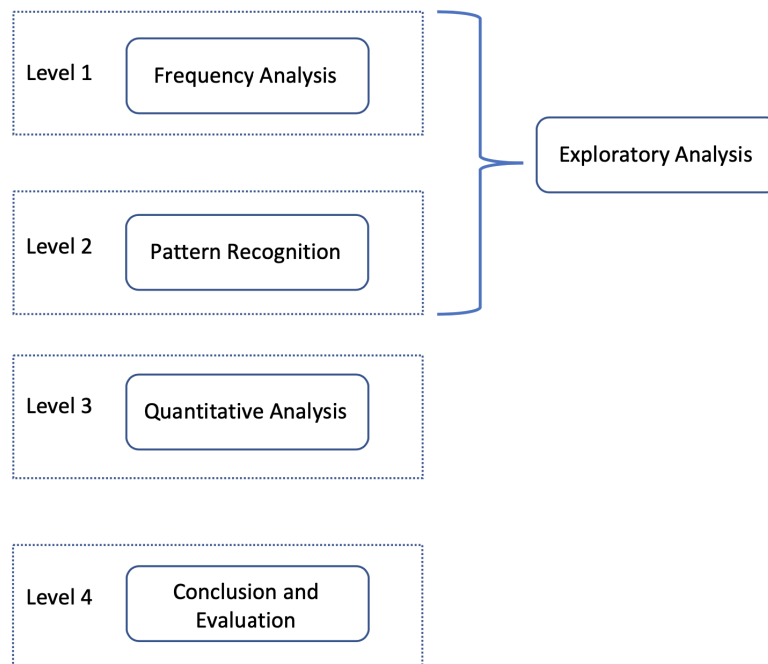 Level 1
Frequency Analysis
Exploratory Analysis
Level 2
Pattern Recognition
Level 3
Quantitative Analysis
Level 4
Conclusion and
Evaluation